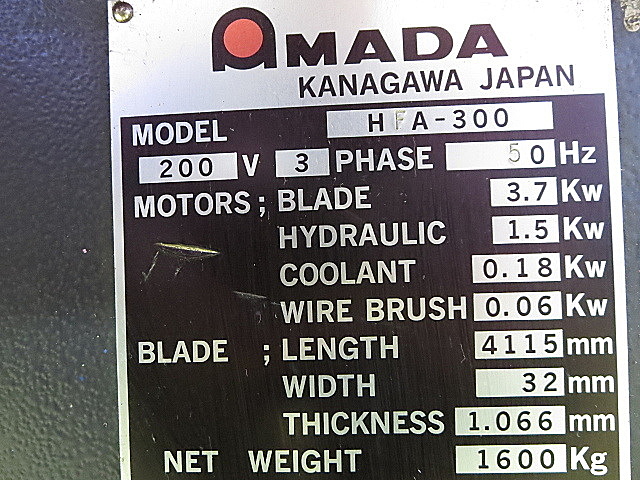 AMADA
KANAGAWA JAPAN
MODEL HFA-300
200 V 3 PHASE 50 Hz
MOTORS; BLADE 3.7 Kw
HYDRAULIC 1.5 Kw
COOLANT 0.18 Kw
WIRE BRUSH 0.06 Kw
BLADE ; LENGTH 4115 mm
WIDTH 32 mm
THICKNESS 1.066 mm
NET WEIGHT 1600 Kg